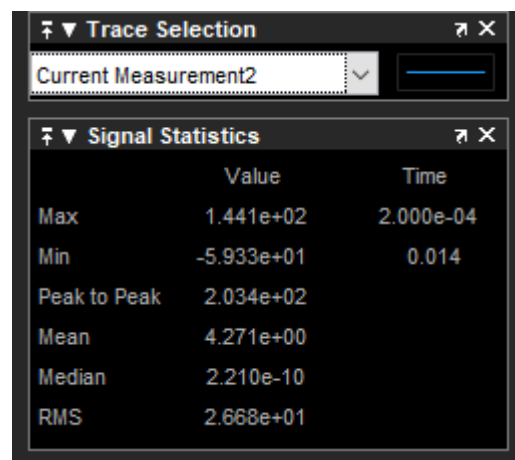 Trace Selection
Current Measurement2
Signal Statistics
Value Time
Max 1.441e+02 2.000e-04
Min -5.933e+01 0.014
Peak to Peak 2.034e+02
Mean 4.271e+00
Median 2.210e-10
RMS 2.668e+01